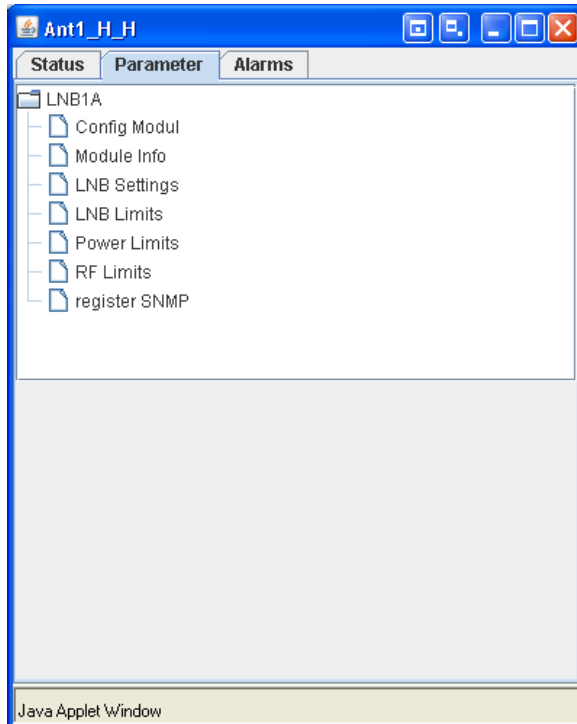 Ant1_H_H
Status Parameter Alarms
LNB1A
Config Modul
Module Info
LNB Settings
LNB Limits
Power Limits
RF Limits
register SNMP
Java Applet Window